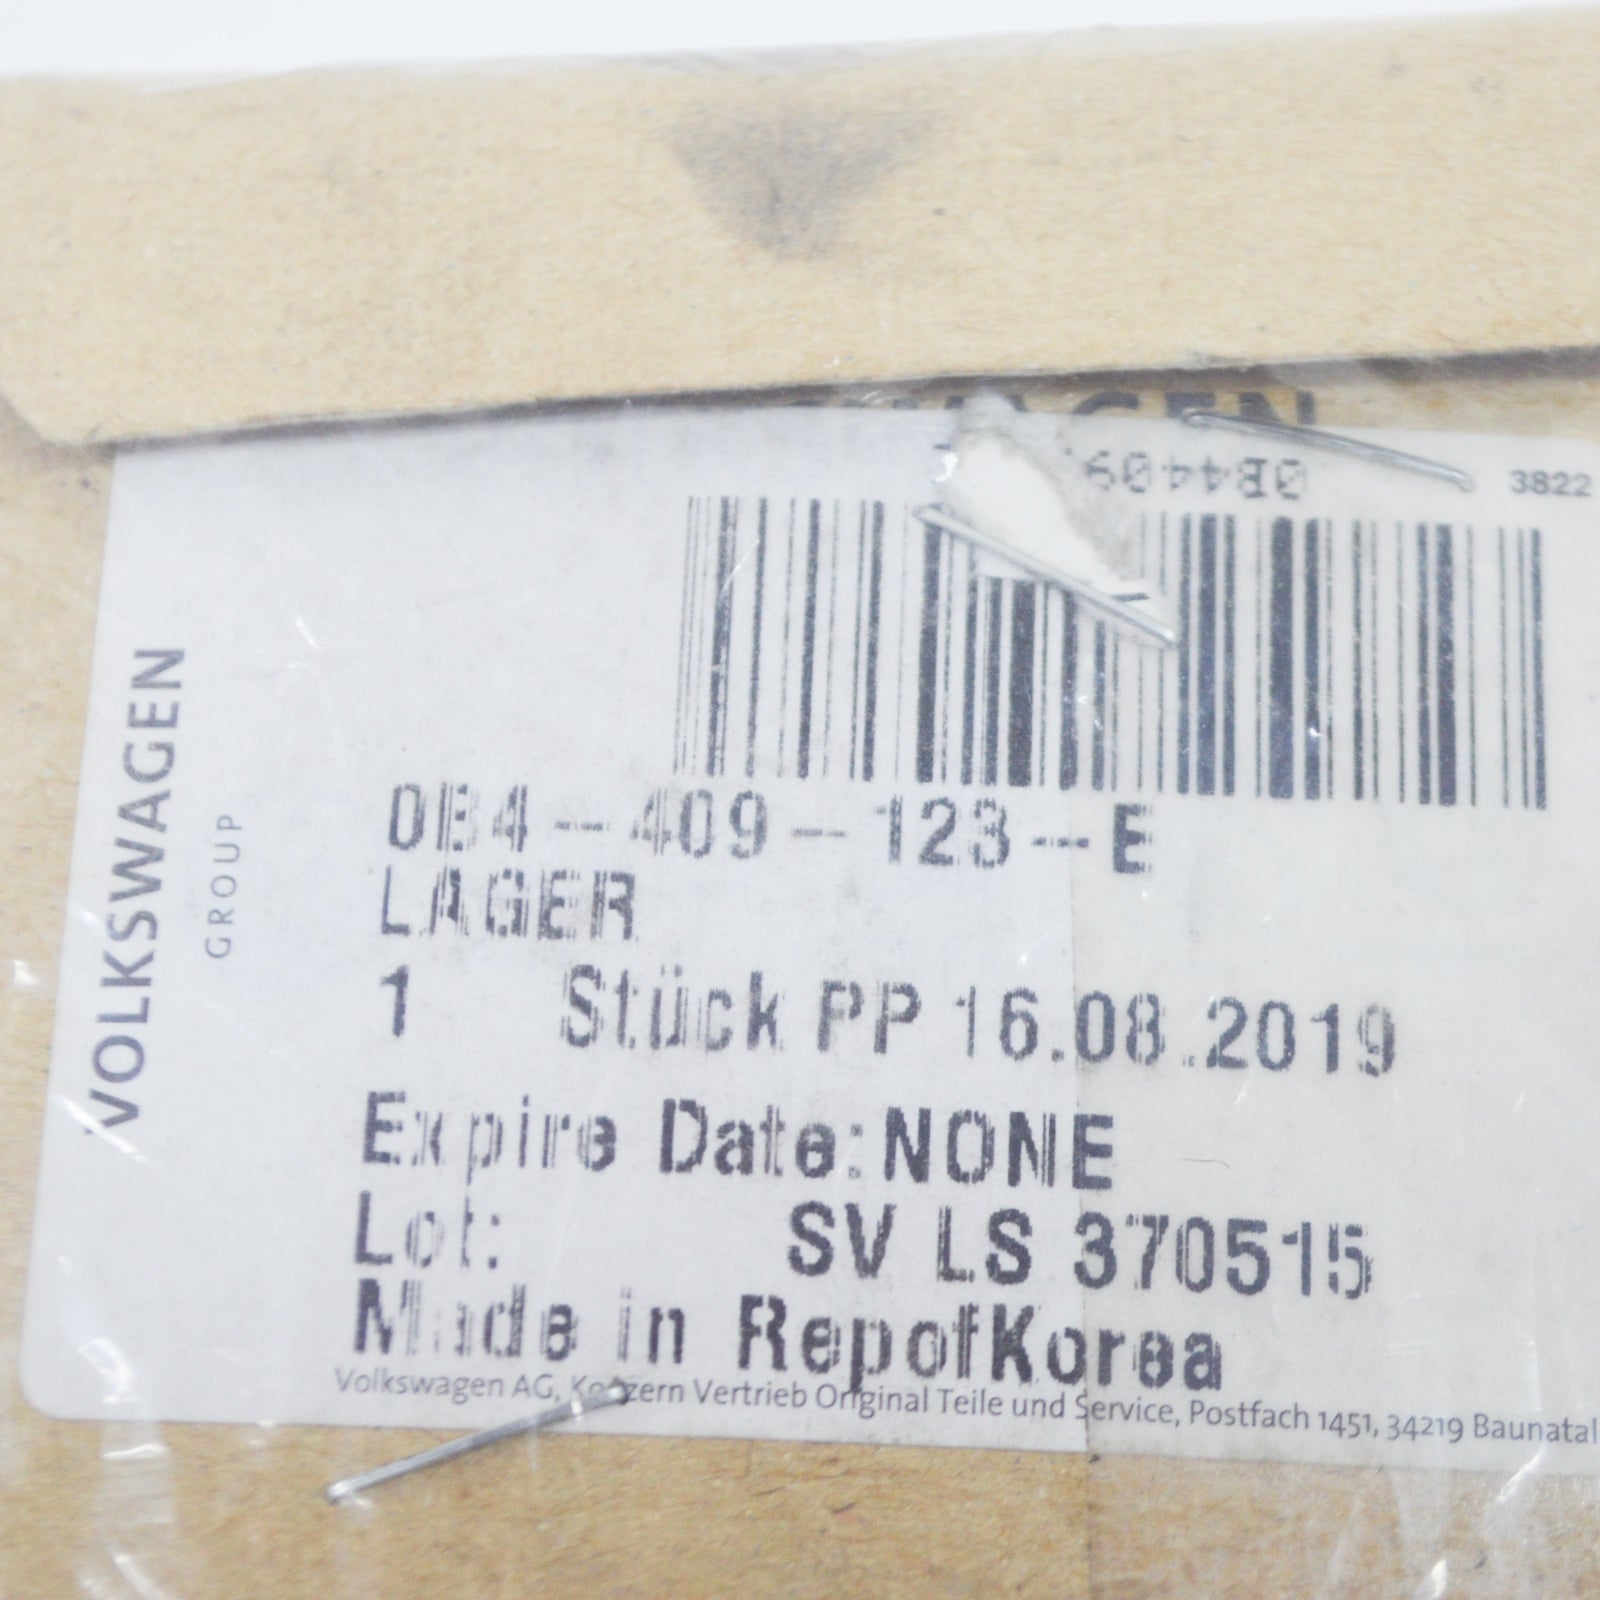 0B4409
3822
VOLKSWAGEN
GROUP
0B4-409-123-E
LAGER
1 Stück PP 16.08.2019
Expire Date:NONE
Lot: SV LS 370515
Made in RepofKorea
Volkswagen AG, Konzern Vertrieb Original Teile und Service, Postfach 1451, 34219 Baunatal